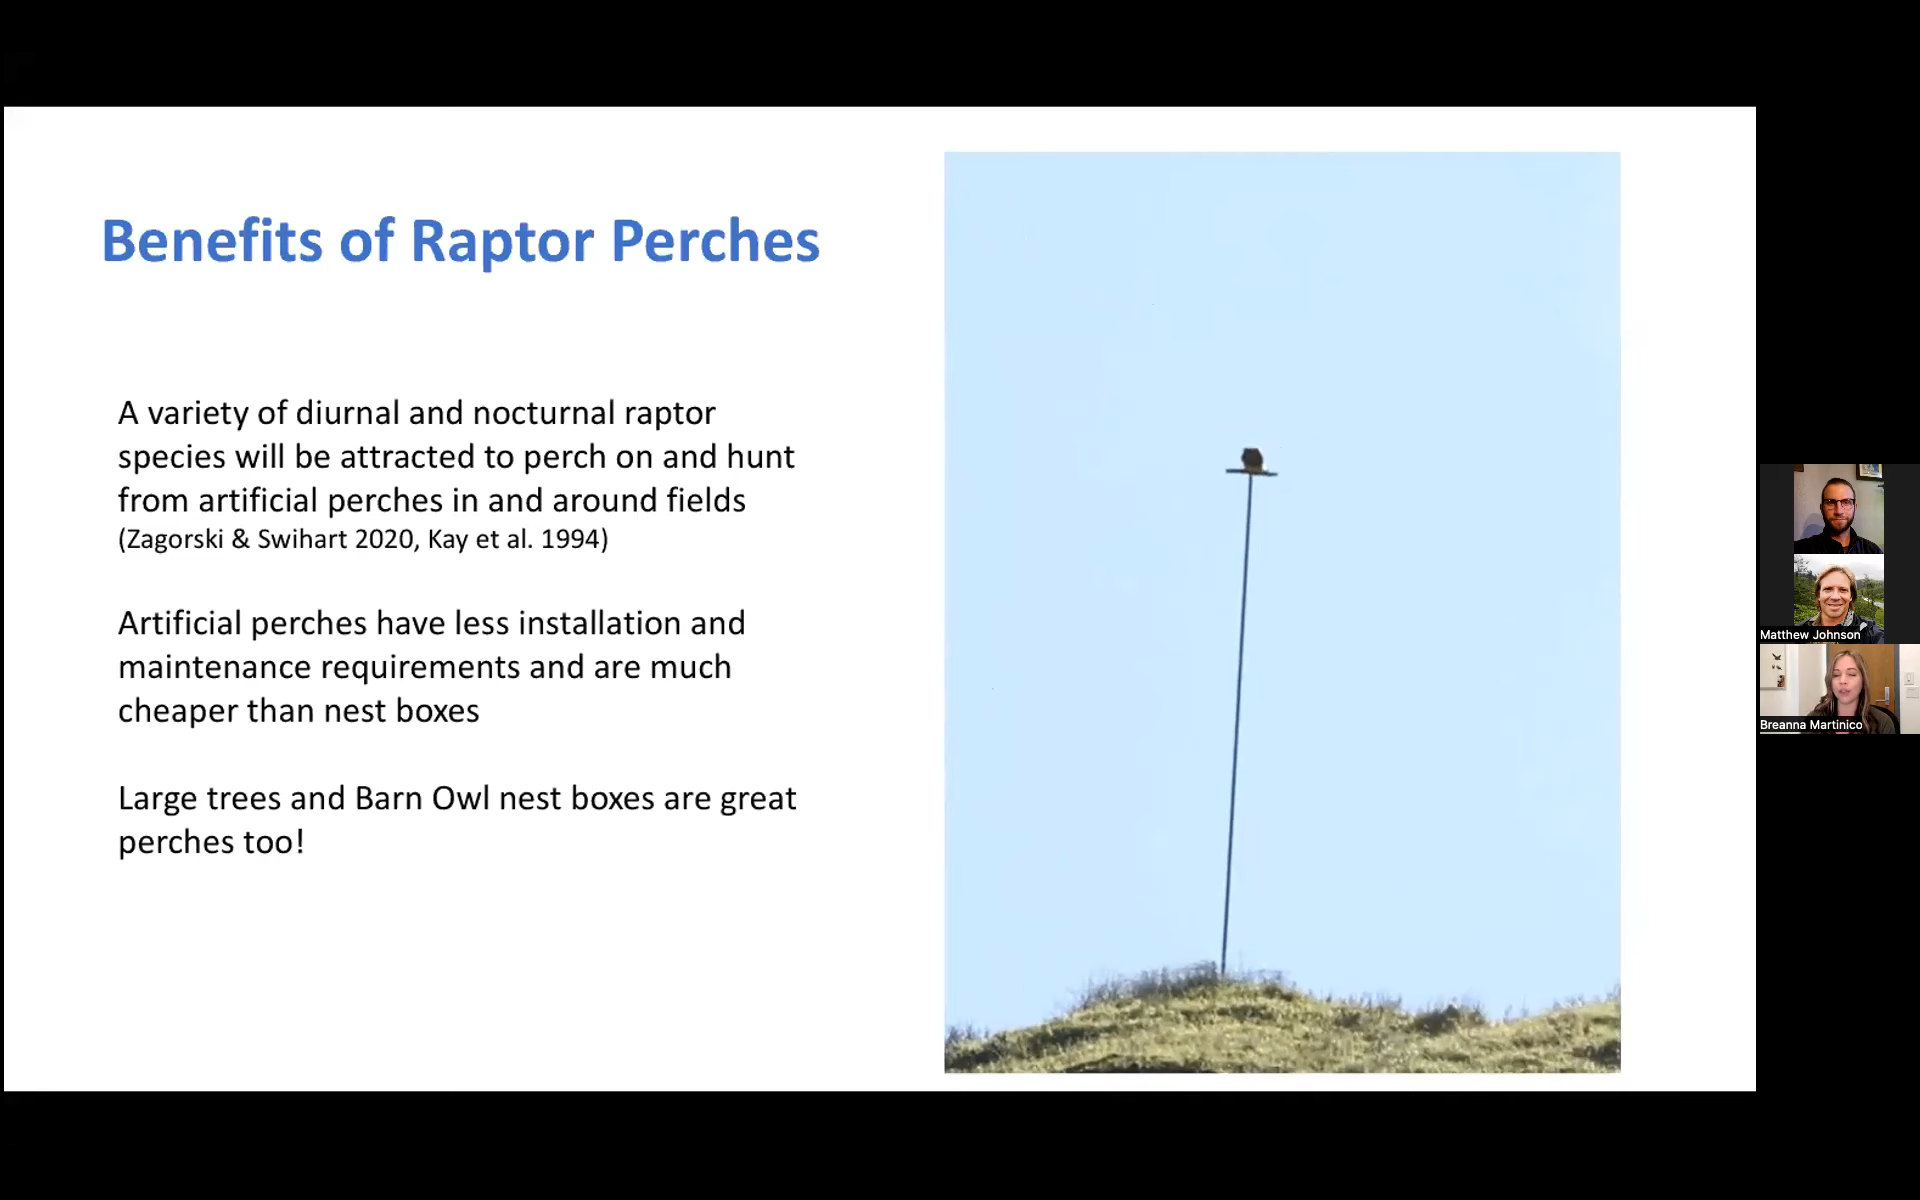 Benefits of Raptor Perches
A variety of diurnal and nocturnal raptor
species will be attracted to perch on and hunt
from artificial perches in and around fields
(Zagorski & Swihart 2020, Kay et al. 1994)
Artificial perches have less installation and
maintenance requirements and are much
cheaper than nest boxes
Large trees and Barn Owl nest boxes are great
perches too!
Matthew Johnson
Breanna Martinico